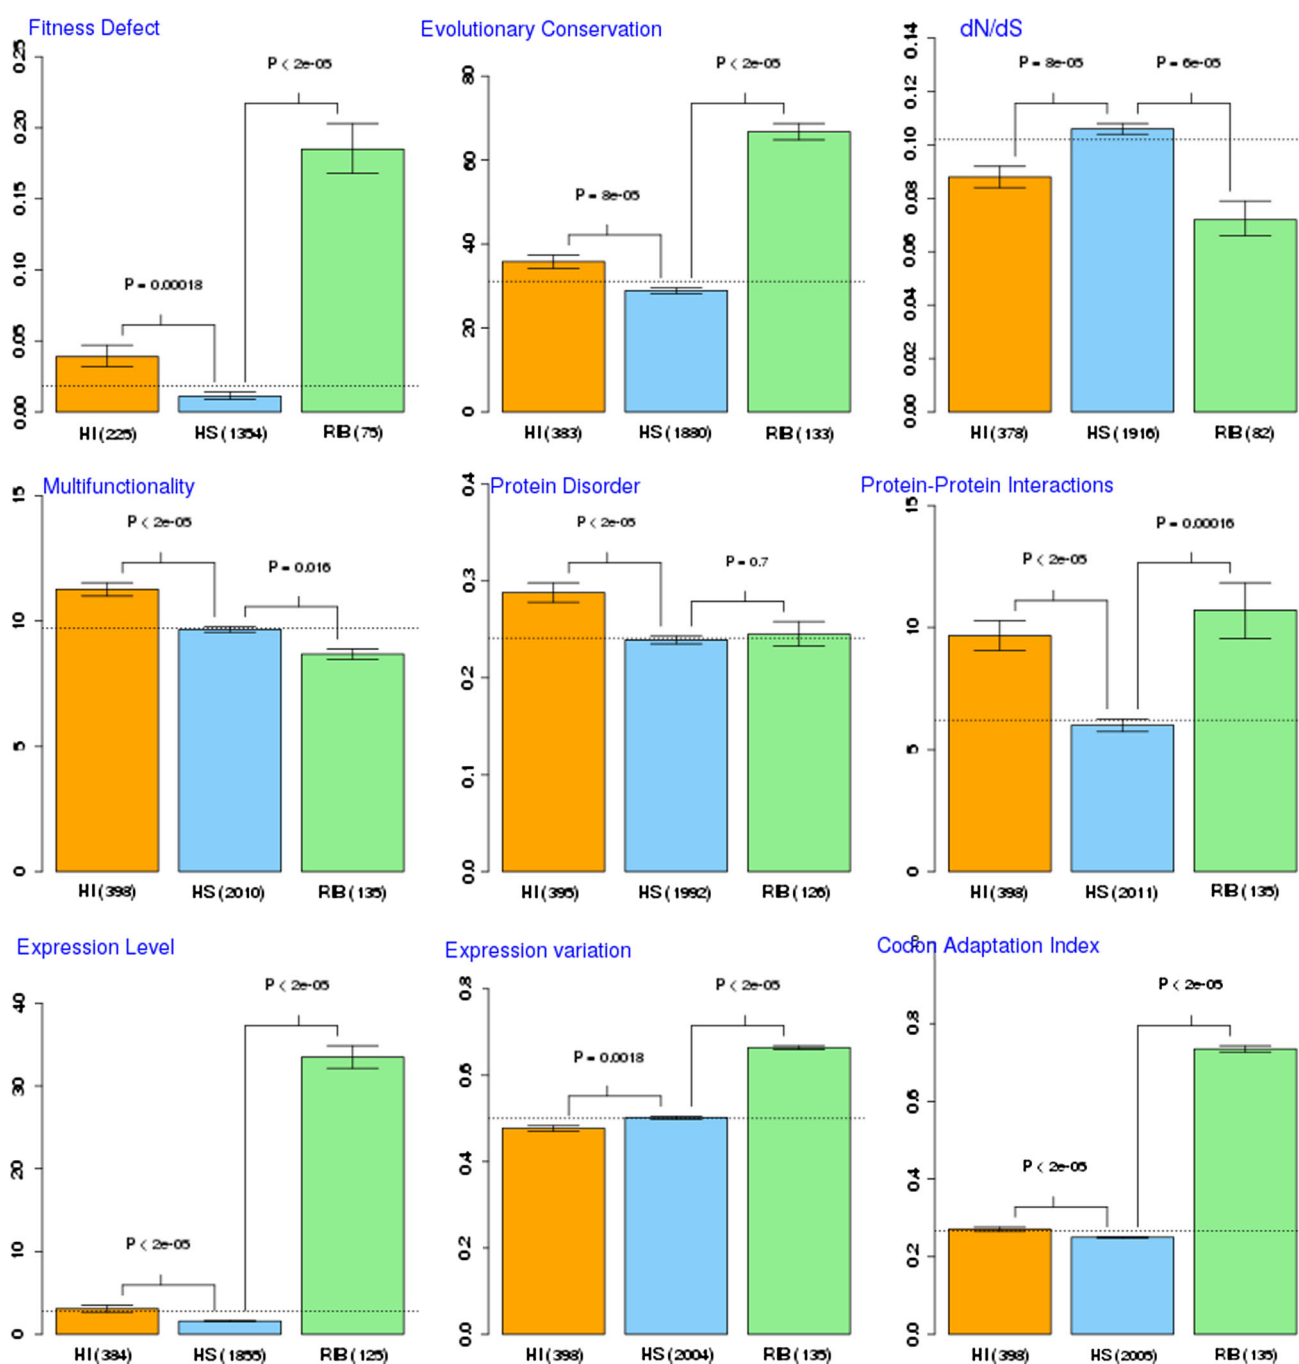 Fitness Defect
0.00 0.05 0.10 0.15 0.20 0.25
P < 2e-05
P = 0.00018
HI (225) HS (1354) RIB (75)
Evolutionary Conservation
0 20 40 60 80
P < 2e-05
P = 8e-05
HI (383) HS (1880) RIB (133)
dN/dS
0.00 0.02 0.04 0.06 0.08 0.10 0.12 0.14
P = 8e-05 P = 6e-05
HI (378) HS (1916) RIB (82)
Multifunctionality
0 5 10 15
P < 2e-05
P = 0.016
HI (398) HS (2010) RIB (135)
Protein Disorder
0.0 0.1 0.2 0.3 0.4
P < 2e-05
P = 0.7
HI (395) HS (1992) RIB (126)
Protein-Protein Interactions
0 5 10 15
P = 0.00016
P < 2e-05
HI (398) HS (2011) RIB (135)
Expression Level
0 10 20 30 40
P < 2e-05
P < 2e-05
HI (384) HS (1855) RIB (125)
Expression variation
0.0 0.2 0.4 0.6 0.8
P < 2e-05
P = 0.0018
HI (398) HS (2004) RIB (135)
Codon Adaptation Index
0.0 0.2 0.4 0.6 0.8
P < 2e-05
P < 2e-05
HI (398) HS (2005) RIB (135)